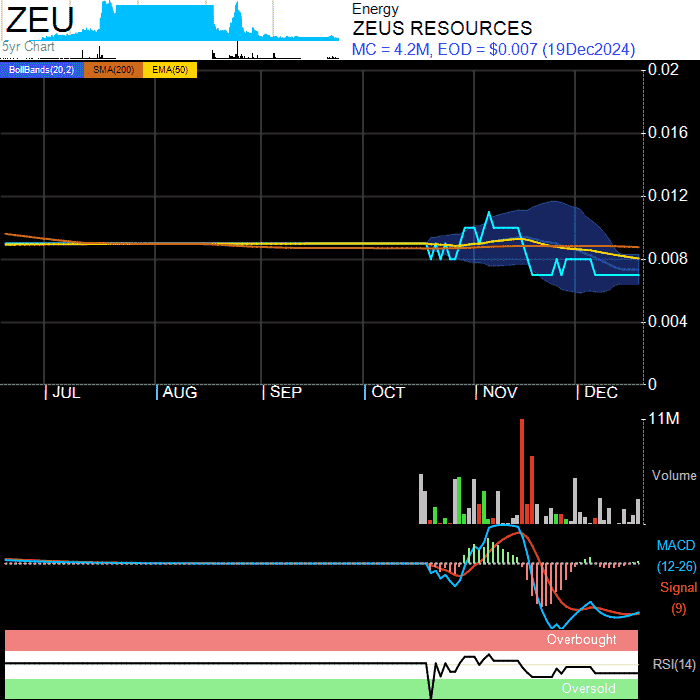 ZEU
5yr Chart
Energy
ZEUS RESOURCES
MC = 4.2M, EOD = $0.007 (19Dec2024)
BollBands(20,2) SMA(200) EMA(50)
0.02
0.016
0.012
0.008
0.004
0
| JUL | AUG | SEP | OCT | NOV | DEC
11M
Volume
MACD
(12-26)
Signal
(9)
Overbought
RSI(14)
Oversold